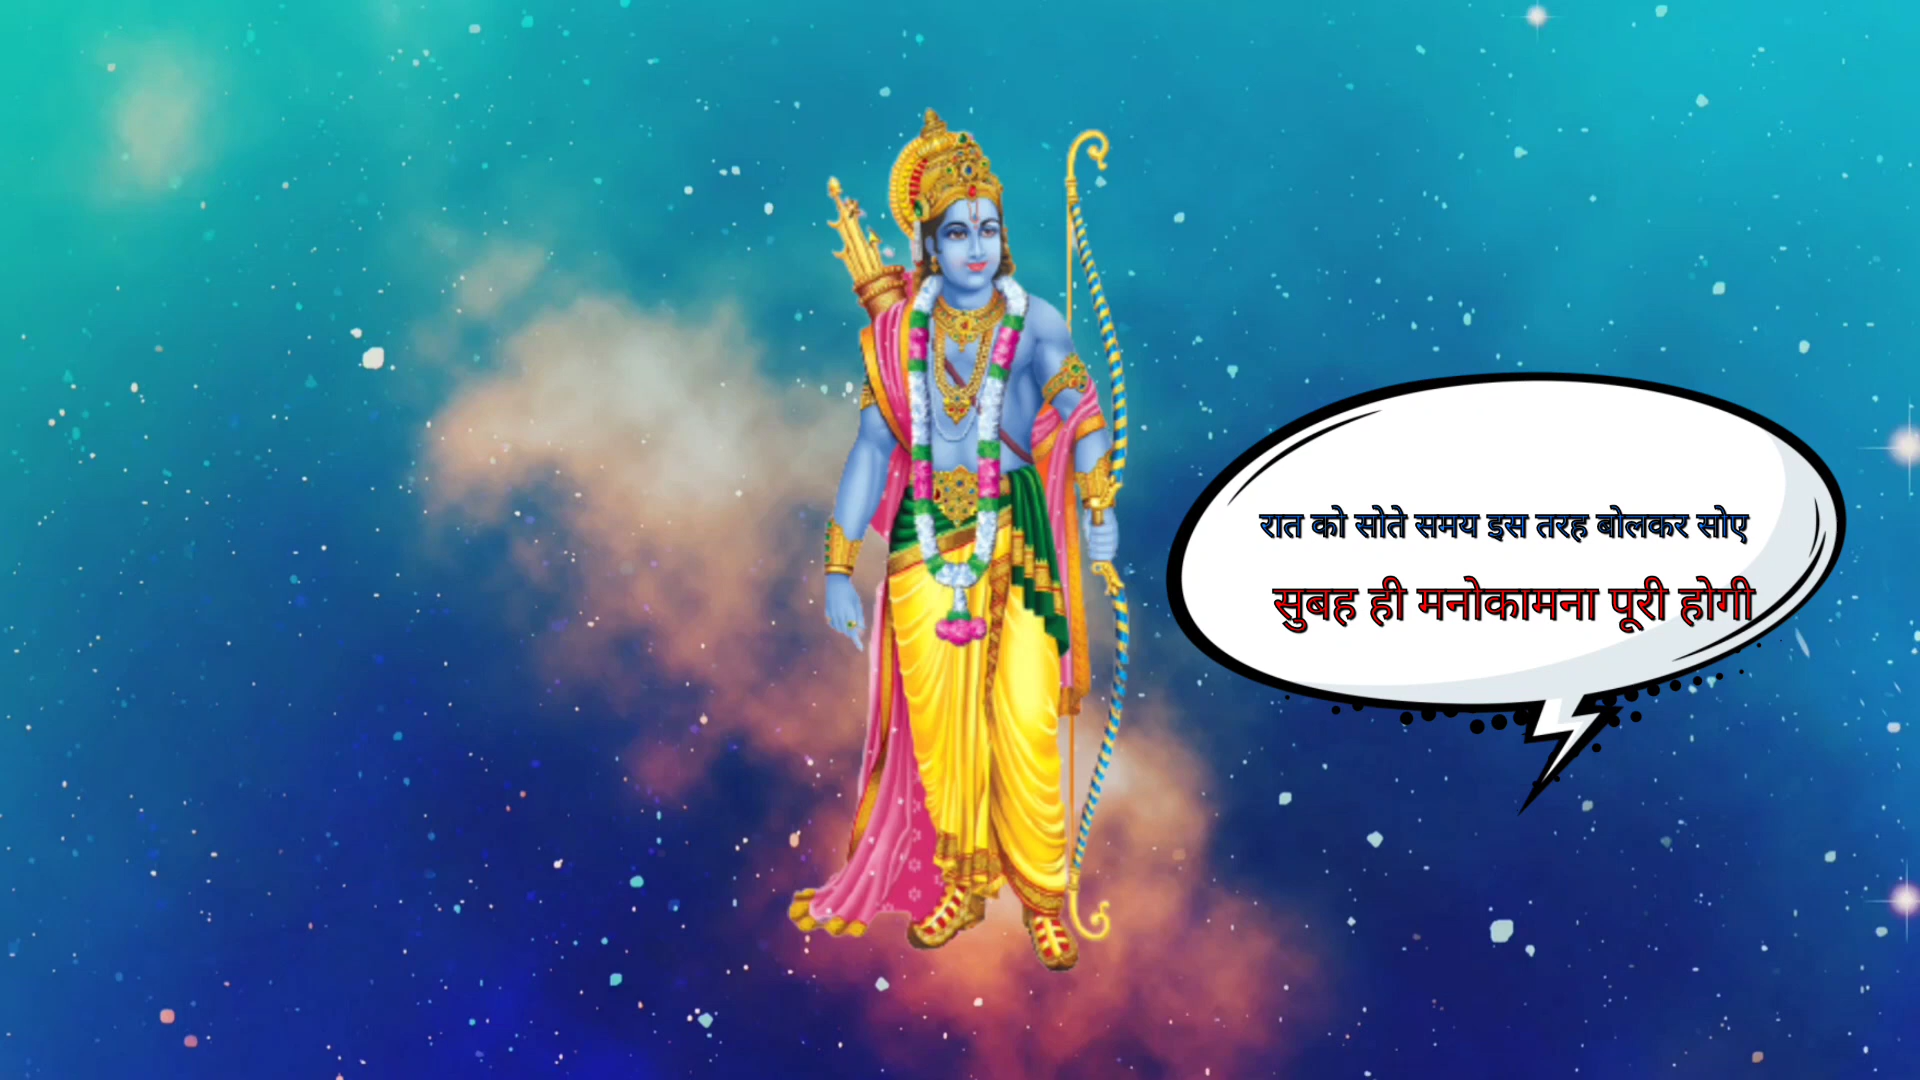 रात को सोते समय इस तरह बोलकर सोए
सुबह ही मनोकामना पूरी होगी